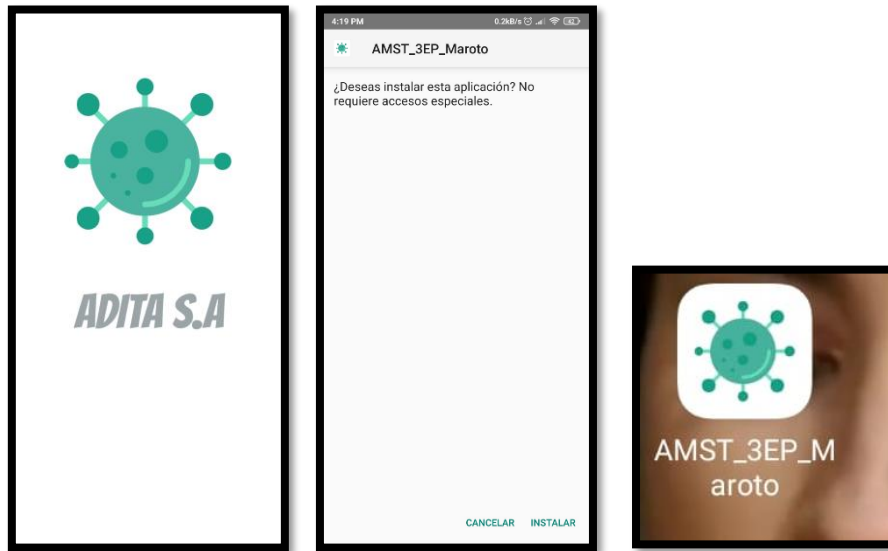 ADITA S.A
4:19 PM
0.2kB/s
42
AMST_3EP_Maroto
¿Deseas instalar esta aplicación? No
requiere accesos especiales.
CANCELAR INSTALAR
AMST_3EP_M
aroto